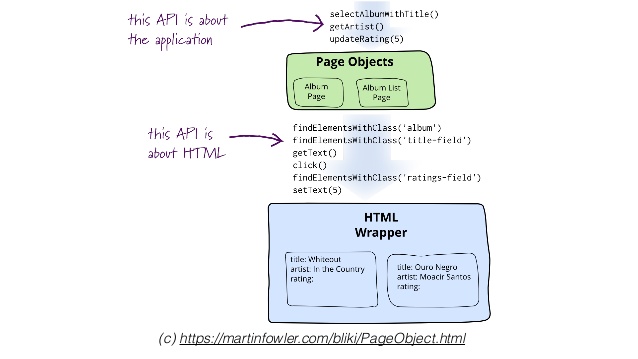 this API is about
the application
selectAlbumWithTitle()
getArtist()
updateRating(5)
Page Objects
Album
Page
Album List
Page
this API is
about HTML
findElementsWithClass('album')
findElementsWithClass('title-field')
getText()
click()
findElementsWithClass('ratings-field')
setText(5)
HTML
Wrapper
title: Whiteout
artist: In the Country
rating:
title: Ouro Negro
artist: Moacir Santos
rating:
(c) https://martinfowler.com/bliki/PageObject.html